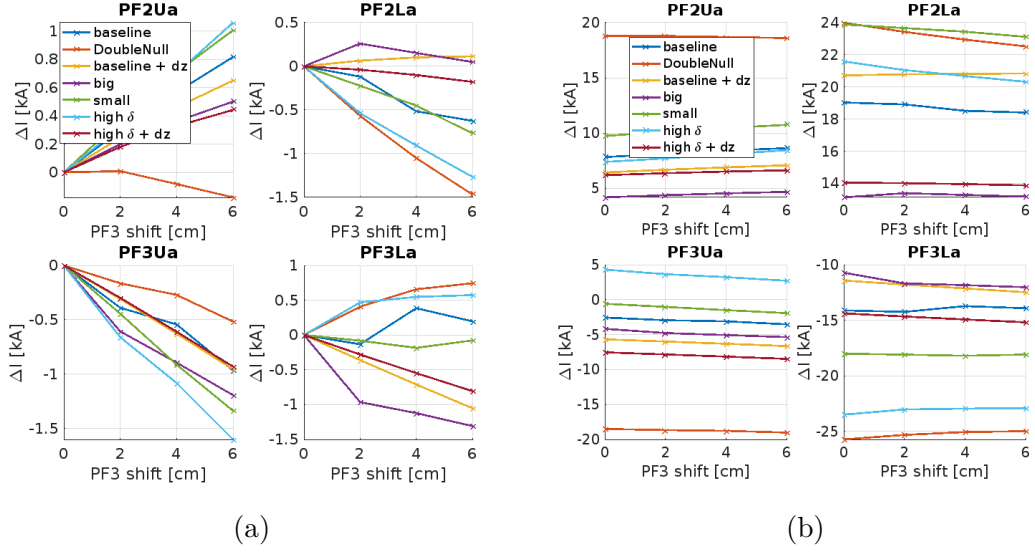 PF2Ua
PF2La
PF2Ua
PF2La
1
0.8
0.6
0.4
0.2
0
ΔI [kA]
baseline
DoubleNull
baseline + dz
big
small
high δ
high δ + dz
0 2 4 6
PF3 shift [cm]
0.5
0
-0.5
-1
-1.5
ΔI [kA]
0 2 4 6
PF3 shift [cm]
20
15
10
5
ΔI [kA]
baseline
DoubleNull
baseline + dz
big
small
high δ
high δ + dz
0 2 4 6
PF3 shift [cm]
24
22
20
18
16
14
ΔI [kA]
0 2 4 6
PF3 shift [cm]
PF3Ua
PF3La
PF3Ua
PF3La
0
-0.5
-1
-1.5
ΔI [kA]
0 2 4 6
PF3 shift [cm]
1
0.5
0
-0.5
-1
-1.5
ΔI [kA]
0 2 4 6
PF3 shift [cm]
5
0
-5
-10
-15
-20
ΔI [kA]
0 2 4 6
PF3 shift [cm]
-10
-15
-20
-25
ΔI [kA]
0 2 4 6
PF3 shift [cm]
(a)
(b)